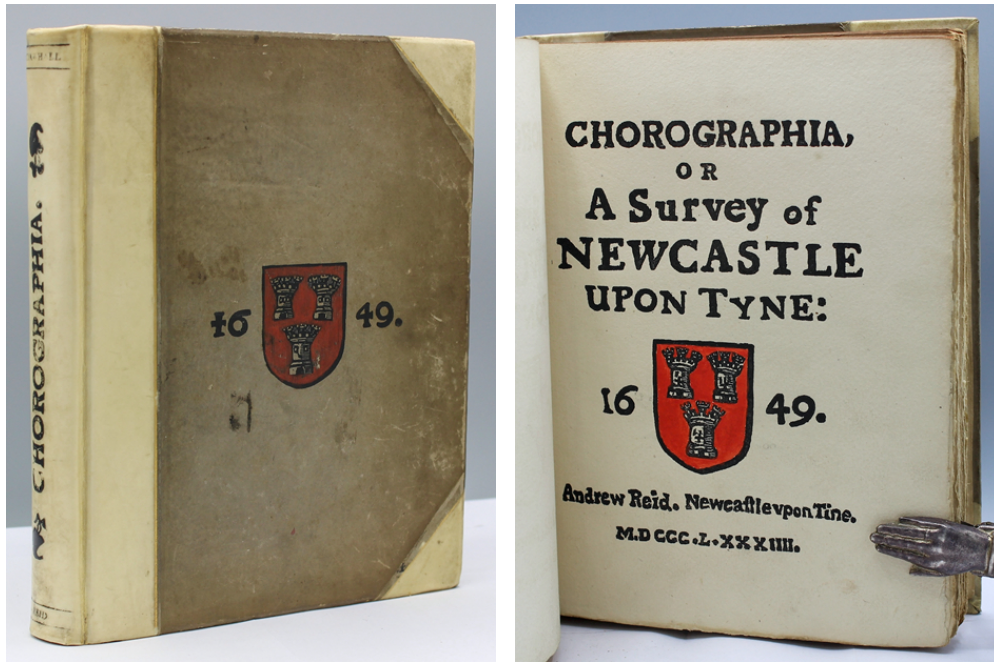 CHOROGRAPHIA.
16 49.
CHOROGRAPHIA,
OR
A Survey of
NEWCASTLE
UPON TYNE:
16 49.
Andrew Reid. Newcaſtle vpon Tine.
M.DCCC.L.XXXIIII.